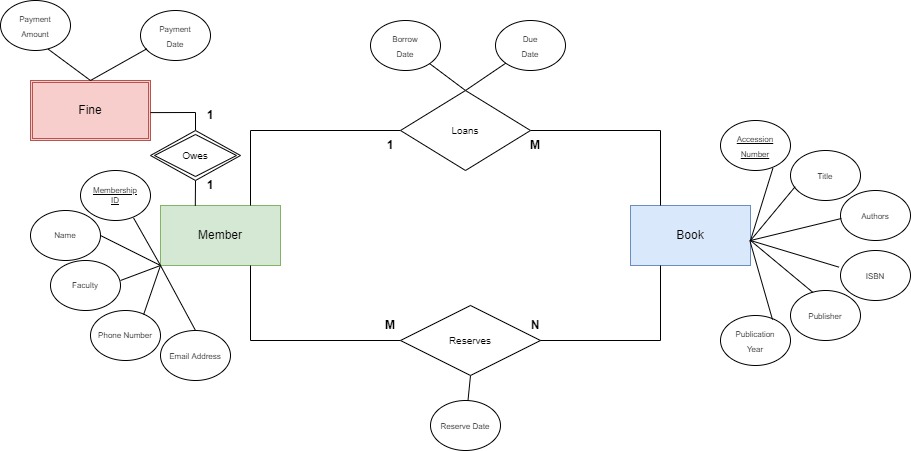 Payment
Amount
Payment
Date
Borrow
Date
Due
Date
Fine
1
Owes
1
Loans
1
M
Accession
Number
Title
Authors
ISBN
Publisher
Publication
Year
Membership
ID
Name
Faculty
Phone Number
Email Address
Member
Book
M
N
Reserves
Reserve Date